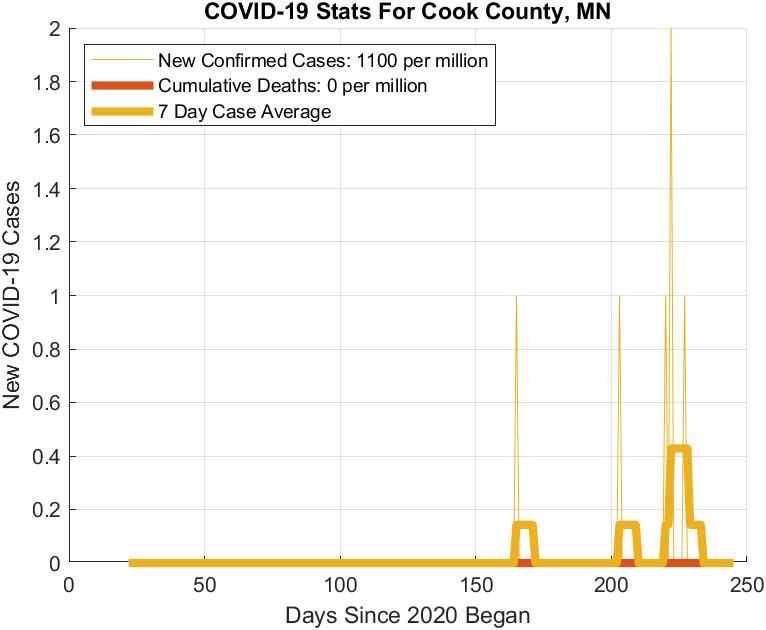 COVID-19 Stats For Cook County, MN
New Confirmed Cases: 1100 per million
Cumulative Deaths: 0 per million
7 Day Case Average
New COVID-19 Cases
2
1.8
1.6
1.4
1.2
1
0.8
0.6
0.4
0.2
0
0 50 100 150 200 250
Days Since 2020 Began